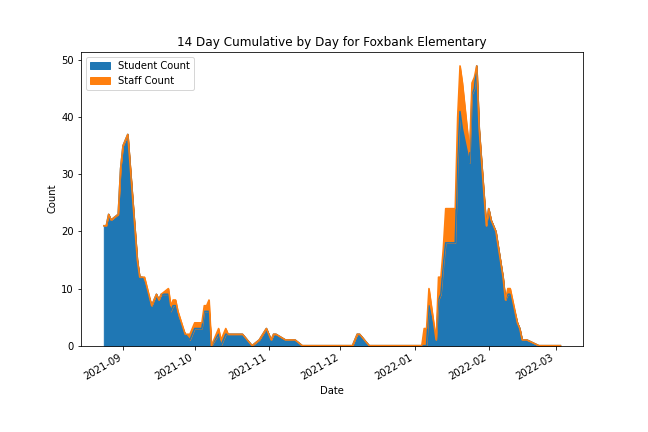 14 Day Cumulative by Day for Foxbank Elementary
Student Count
Staff Count
50
40
30
20
10
0
Count
2021-09
2021-10
2021-11
2021-12
2022-01
2022-02
2022-03
Date